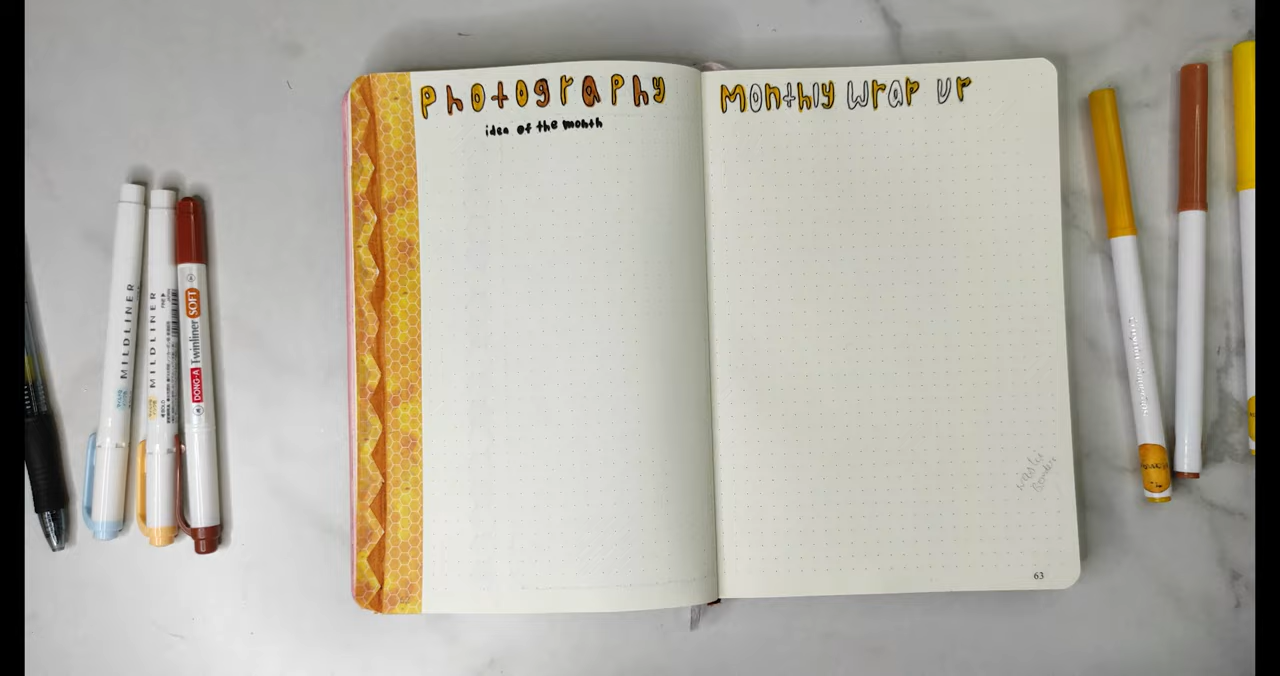 Photography
idea of the month
Monthly Wrap Up
63
MILDLINER
MILDLINER
DONG-A Twinliner SOFT